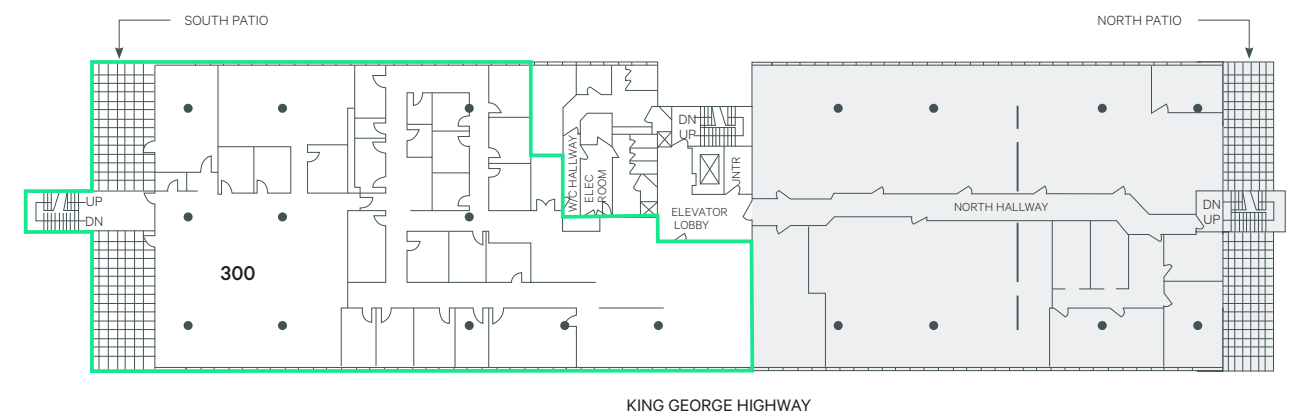 SOUTH PATIO
NORTH PATIO
DN
UP
W/C HALLWAY
ELEC
ROOM
JNTR
UP
DN
ELEVATOR
LOBBY
NORTH HALLWAY
DN
UP
300
KING GEORGE HIGHWAY